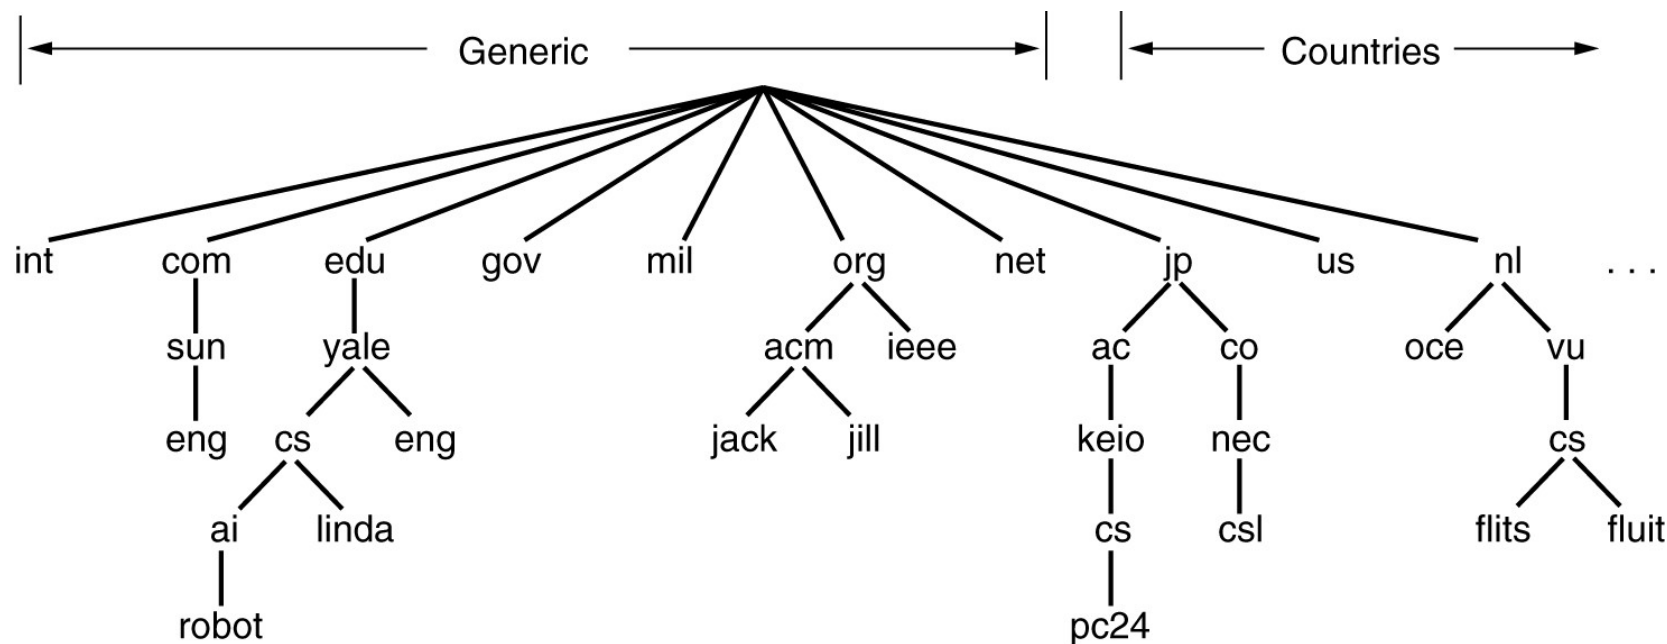 Generic Countries
int com edu gov mil org net jp us nl . . .
sun yale acm ieee ac co oce vu
eng cs eng jack jill keio nec cs
ai linda cs csl flits fluit
robot pc24